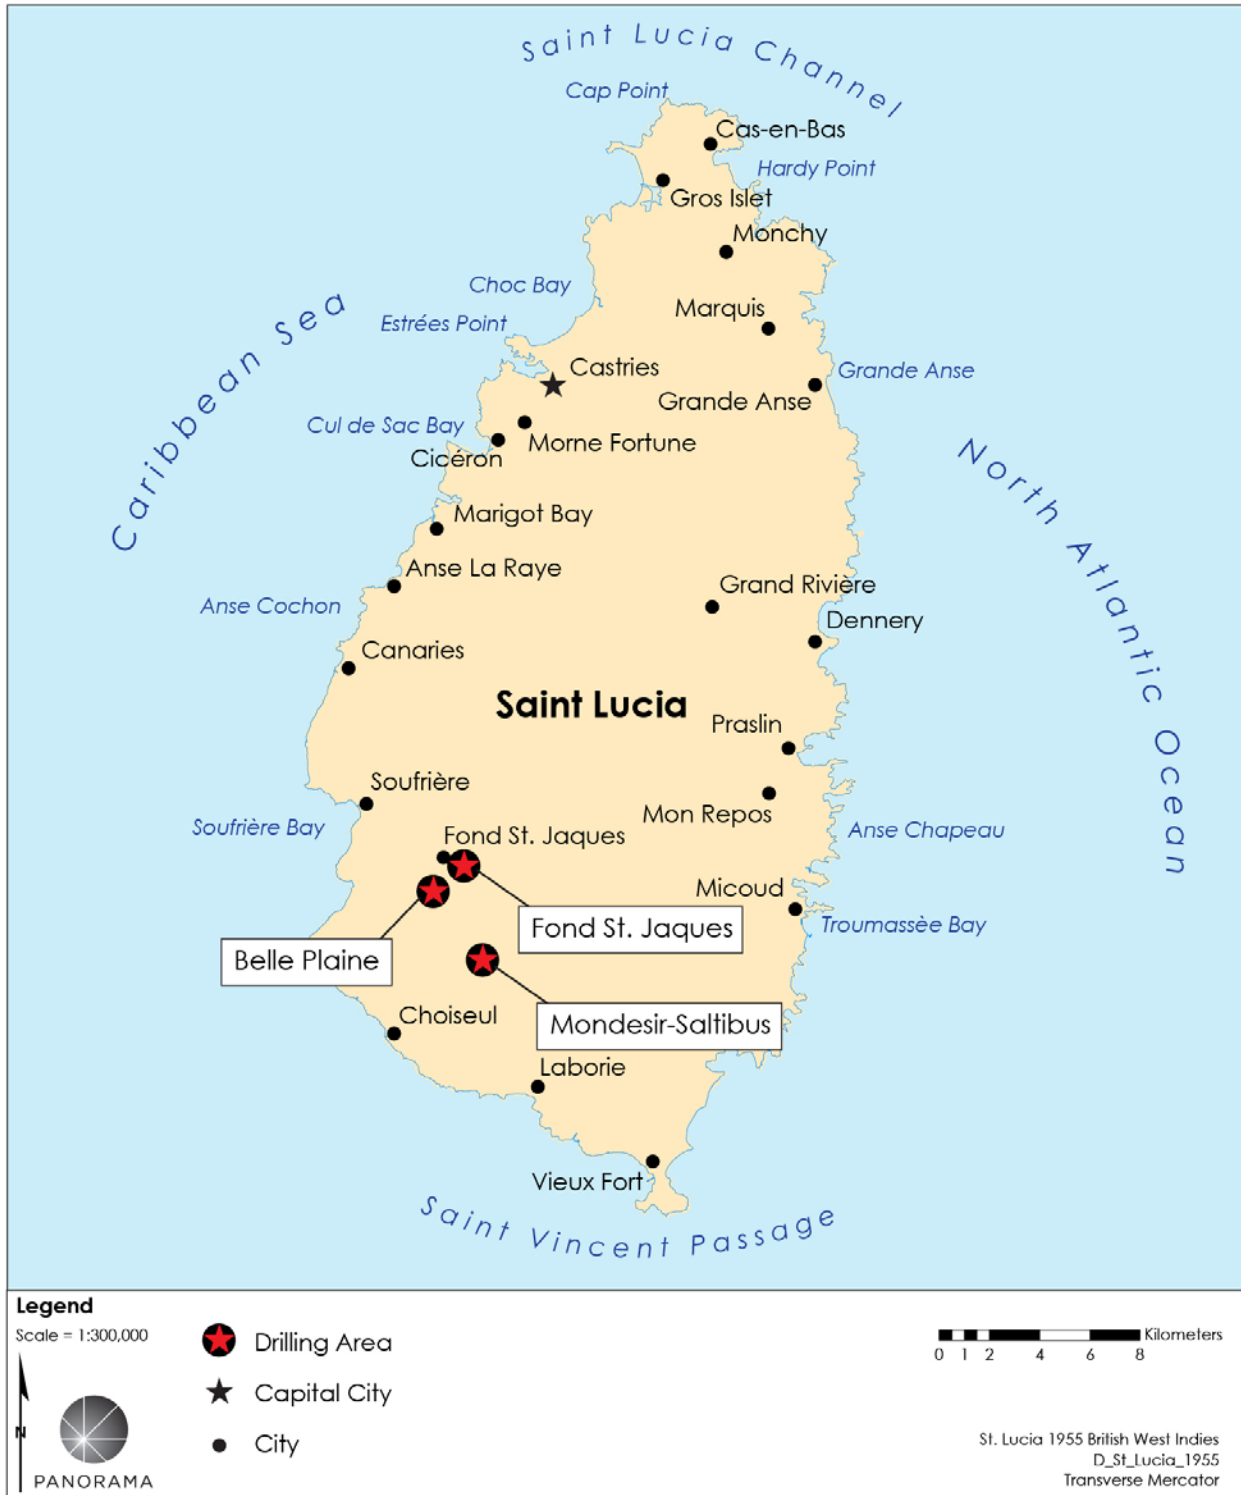 Saint Lucia Channel
Cap Point
Cas-en-Bas
Hardy Point
Gros Islet
Monchy
Choc Bay
Marquis
Estrées Point
Caribbean Sea
Castries
Grande Anse
Grande Anse
Cul de Sac Bay
Morne Fortune
Cicéron
North Atlantic Ocean
Marigot Bay
Anse La Raye
Grand Rivière
Anse Cochon
Dennery
Canaries
Saint Lucia
Praslin
Soufrière
Mon Repos
Soufrière Bay
Anse Chapeau
Fond St. Jaques
Micoud
Troumassèe Bay
Fond St. Jaques
Belle Plaine
Choiseul
Mondesir-Saltibus
Laborie
Vieux Fort
Saint Vincent Passage
Legend
Scale = 1:300,000
N
PANORAMA
Drilling Area
Capital City
City
Kilometers
0 1 2 4 6 8
St. Lucia 1955 British West Indies
D_St_Lucia_1955
Transverse Mercator